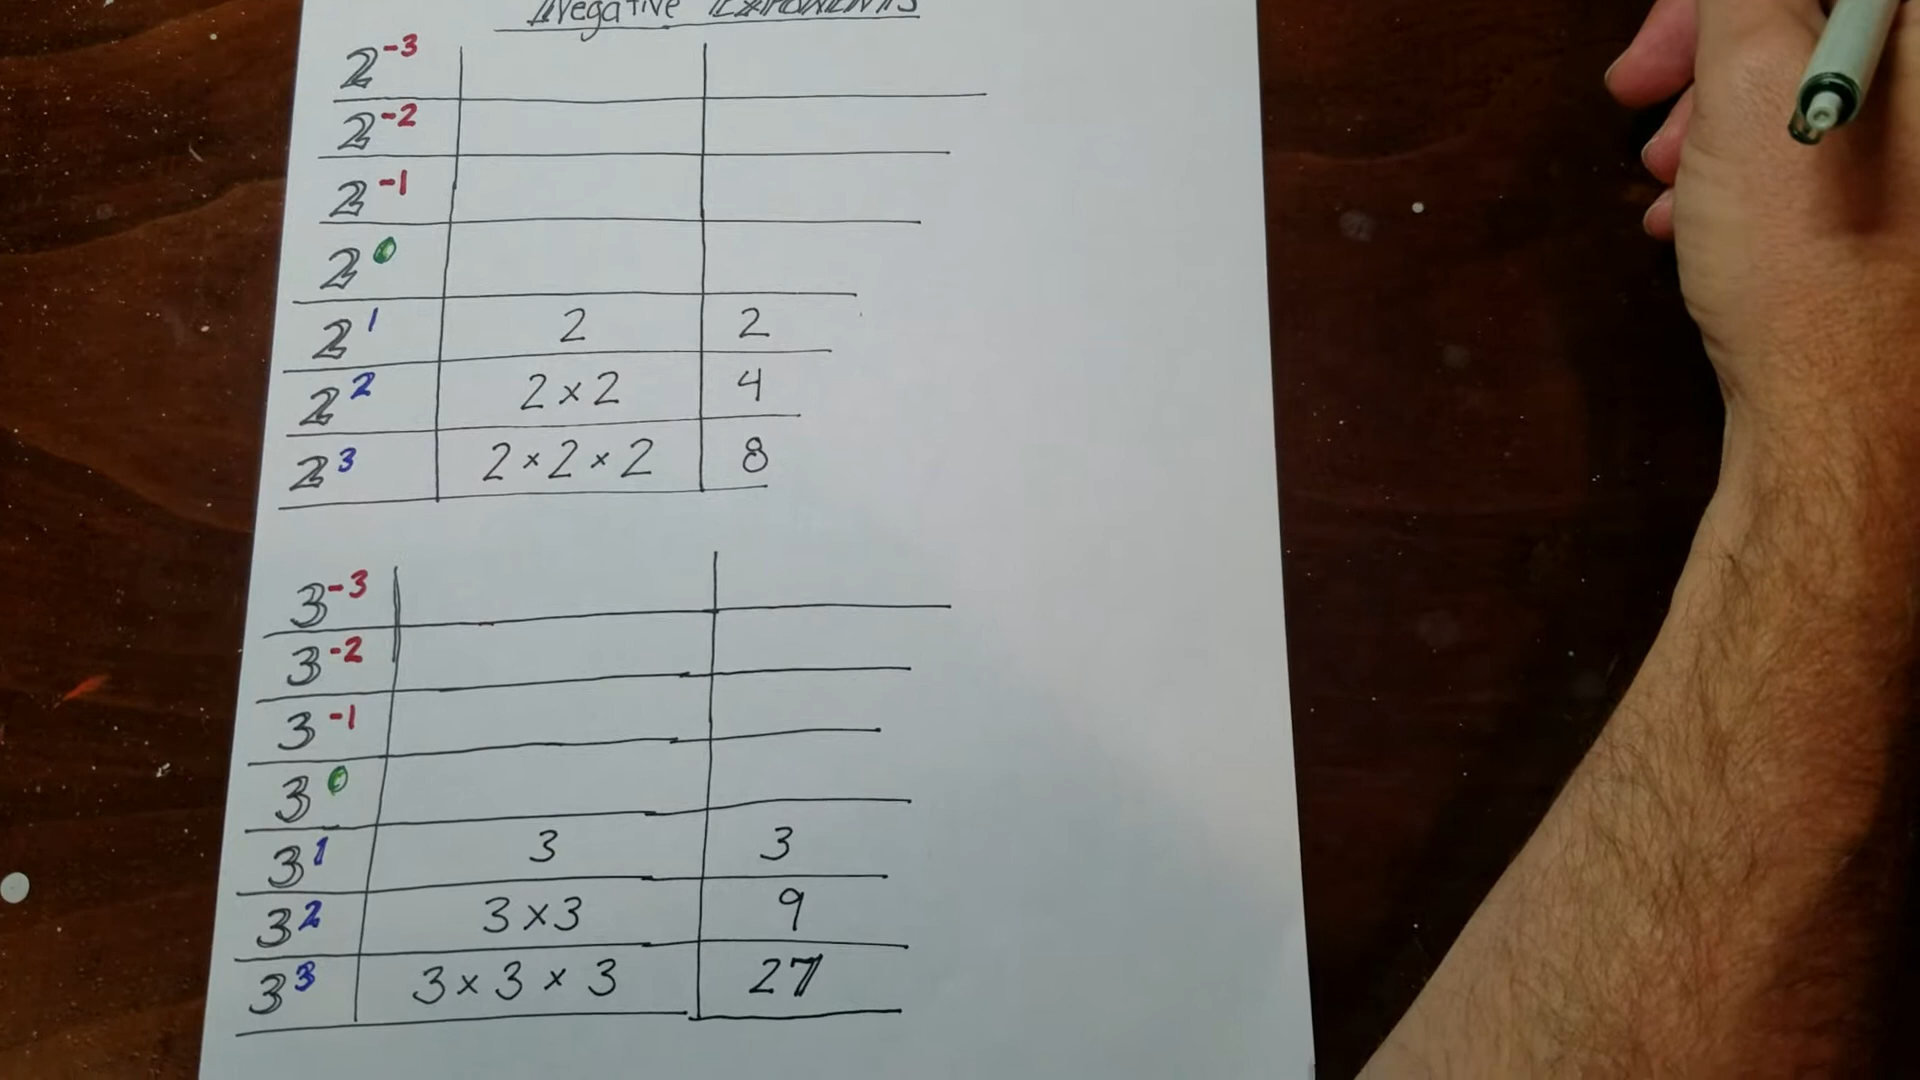 Negative EXPONENTS
2⁻³
2⁻²
2⁻¹
2⁰
2¹ 2 2
2² 2 × 2 4
2³ 2 × 2 × 2 8
3⁻³
3⁻²
3⁻¹
3⁰
3¹ 3 3
3² 3 × 3 9
3³ 3 × 3 × 3 27